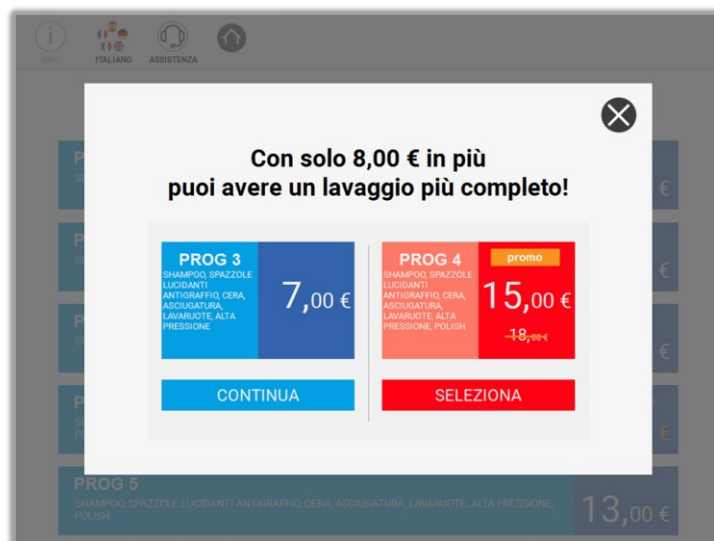 INFO
ITALIANO
ASSISTENZA
Con solo 8,00 € in più
puoi avere un lavaggio più completo!
PROG 3
SHAMPOO, SPAZZOLE
LUCIDANTI
ANTIGRAFFIO, CERA,
ASCIUGATURA,
LAVARUOTE, ALTA
PRESSIONE
7,00 €
CONTINUA
PROG 4
SHAMPOO, SPAZZOLE
LUCIDANTI
ANTIGRAFFIO, CERA,
ASCIUGATURA,
LAVARUOTE, ALTA
PRESSIONE, POLISH
promo
15,00 €
18,00 €
SELEZIONA
€
€
€
€
PROG 5
SHAMPOO, SPAZZOLE LUCIDANTI ANTIGRAFFIO, CERA, ASCIUGATURA, LAVARUOTE, ALTA PRESSIONE,
POLISH
13,00 €